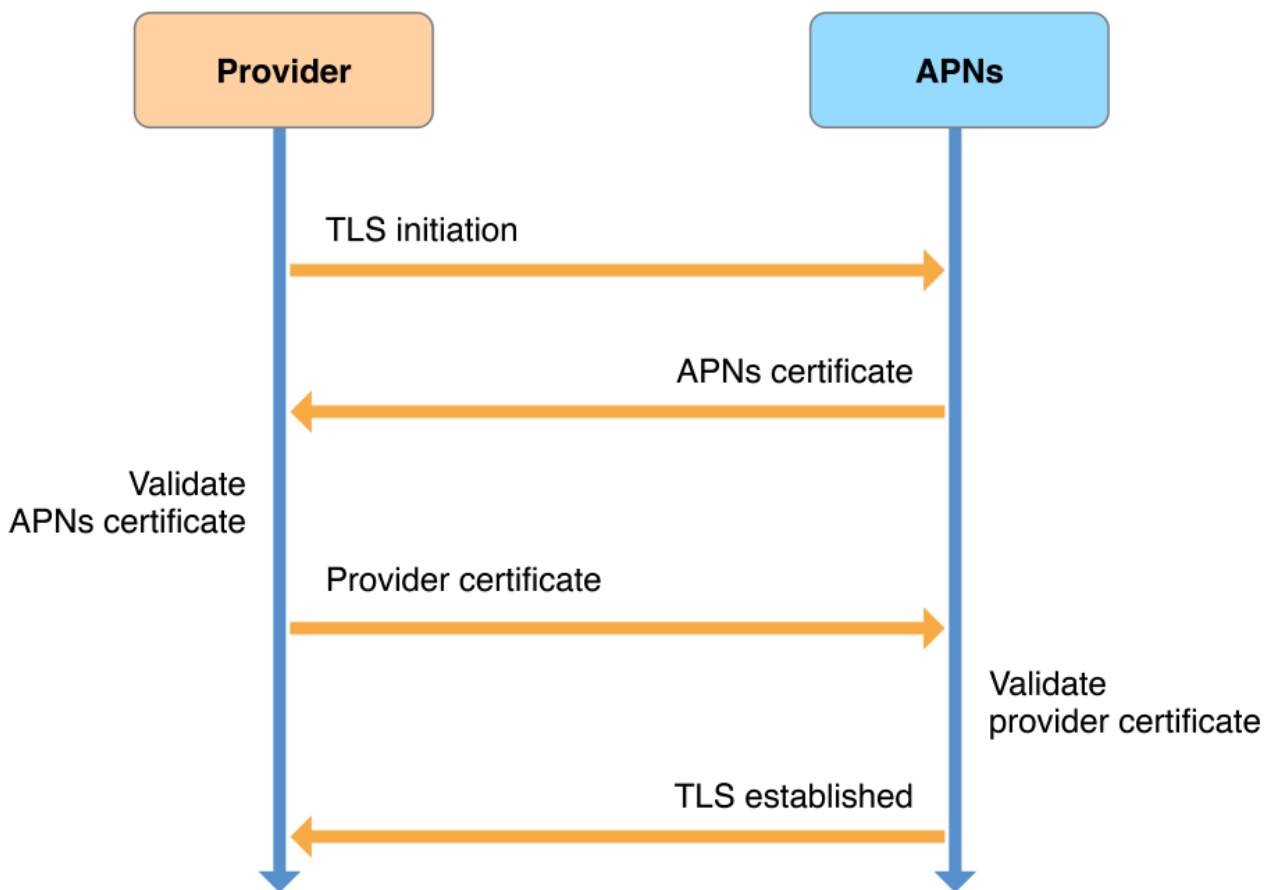 Provider
APNs
TLS initiation
APNs certificate
Validate
APNs certificate
Provider certificate
Validate
provider certificate
TLS established